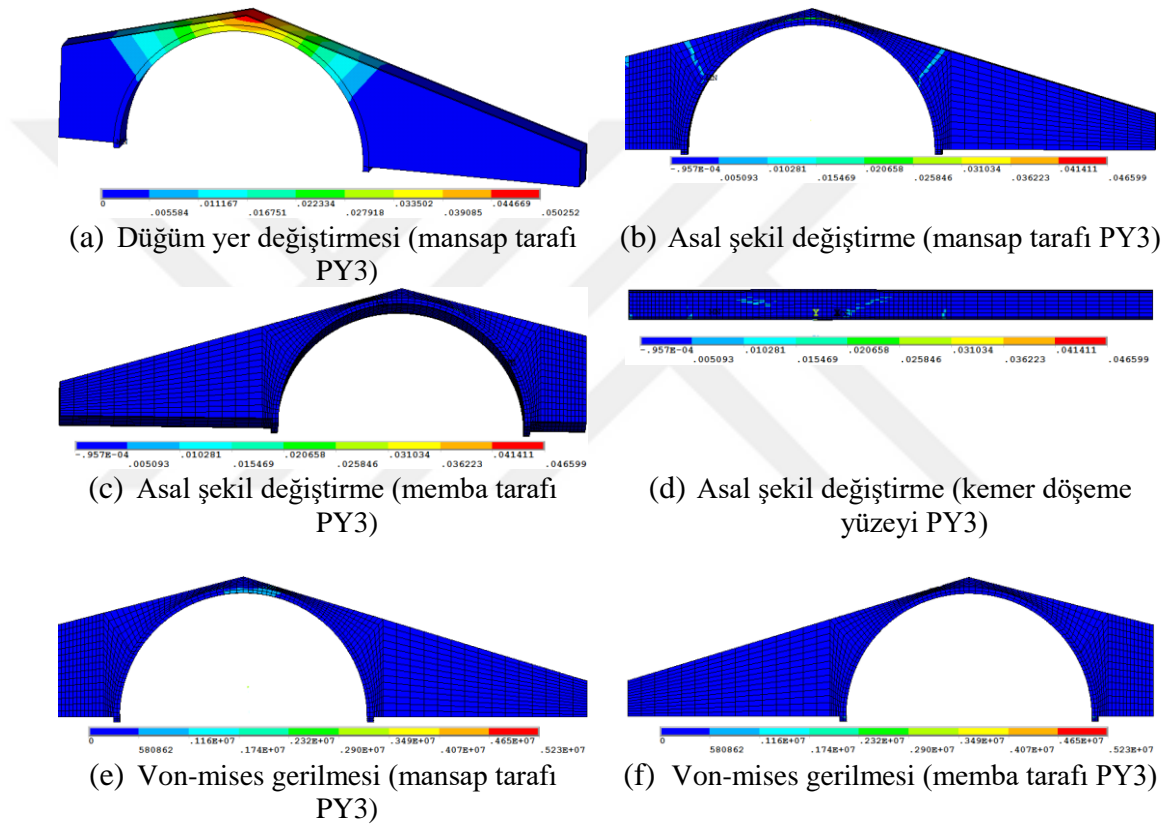 0 .011167 .022334 .033502 .044669
.005584 .016751 .027918 .039085 .050252
(a) Düğüm yer değiştirmesi (mansap tarafı
PY3)
-.957E-04 .010281 .020658 .031034 .041411
.005093 .015469 .025846 .036223 .046599
(b) Asal şekil değiştirme (mansap tarafı PY3)
-.957E-04 .010281 .020658 .031034 .041411
.005093 .015469 .025846 .036223 .046599
(c) Asal şekil değiştirme (memba tarafı
PY3)
Y
-.957E-04 .010281 .020658 .031034 .041411
.005093 .015469 .025846 .036223 .046599
(d) Asal şekil değiştirme (kemer döşeme
yüzeyi PY3)
0 .116E+07 .232E+07 .349E+07 .465E+07
580862 .174E+07 .290E+07 .407E+07 .523E+07
(e) Von-mises gerilmesi (mansap tarafı
PY3)
0 .116E+07 .232E+07 .349E+07 .465E+07
580862 .174E+07 .290E+07 .407E+07 .523E+07
(f) Von-mises gerilmesi (memba tarafı PY3)